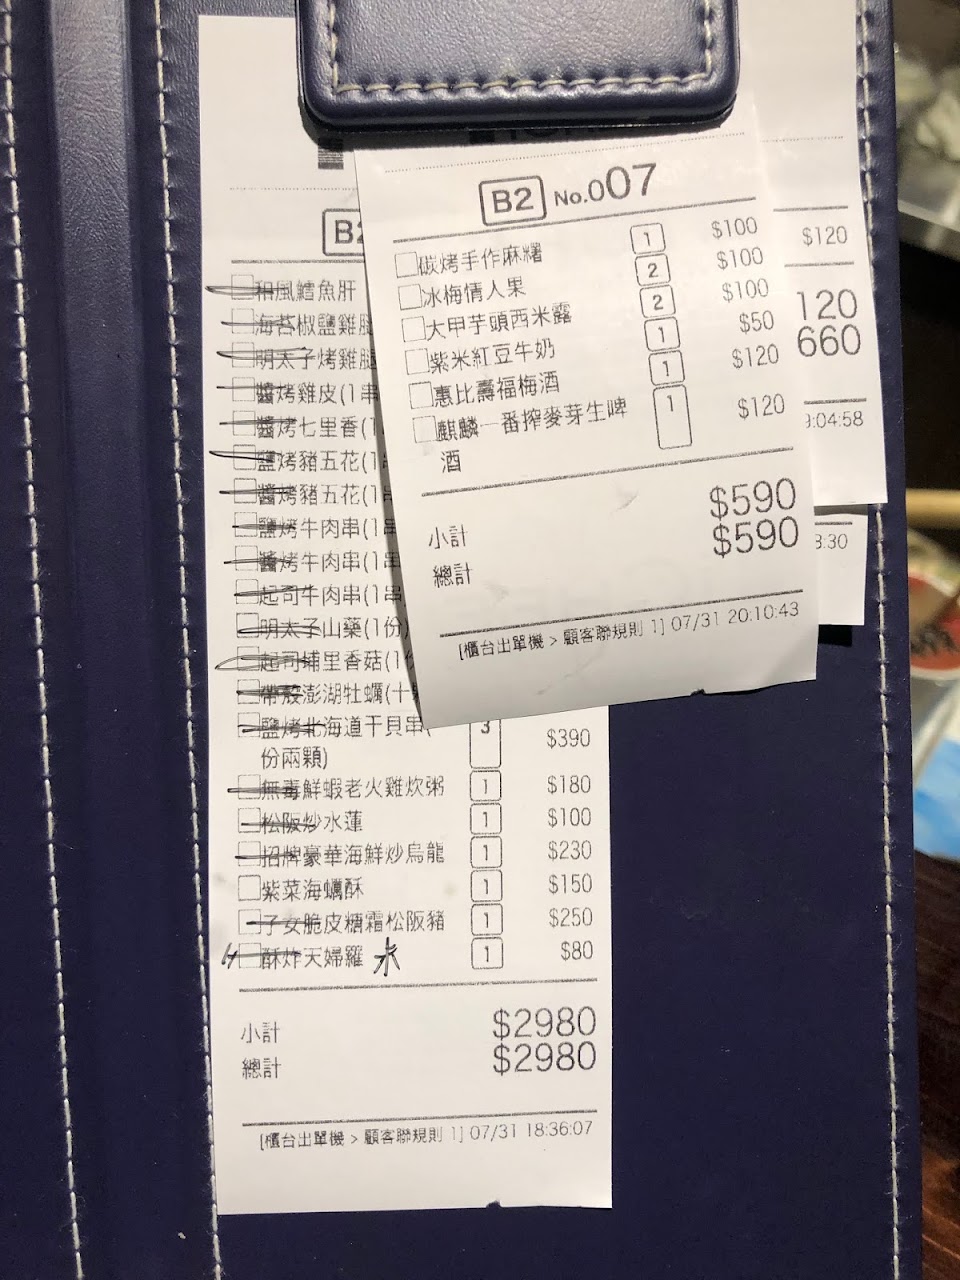 B2 No.007
碳烤手作麻糬 1 $100
冰梅情人果 2 $100
大甲芋頭西米露 2 $100
紫米紅豆牛奶 1 $50
惠比壽福梅酒 1 $120
麒麟一番搾麥芽生啤 1 $120
酒
小計 $590
總計 $590
[櫃台出單機 > 顧客聯規則 1] 07/31 20:10:43
$120
120
660
:04:58
:30
B2
和風鱈魚肝
海苔椒鹽雞
明太子烤雞腿
醬烤雞皮(1串
醬烤七里香(1
鹽烤豬五花(1
醬烤豬五花(1
鹽烤牛肉串(1串
醬烤牛肉串(1串
起司牛肉串(1串
明太子山藥(1份)
起司埔里香菇(1
帶殼澎湖牡蠣(十
鹽烤北海道干貝串( 3 $390
份兩顆)
無毒鮮蝦老火雞炊粥 1 $180
松阪炒水蓮 1 $100
招牌豪華海鮮炒烏龍 1 $230
紫菜海蠣酥 1 $150
子女脆皮糖霜松阪豬 1 $250
酥炸天婦羅 1 $80
小計 $2980
總計 $2980
[櫃台出單機 > 顧客聯規則 1] 07/31 18:36:07